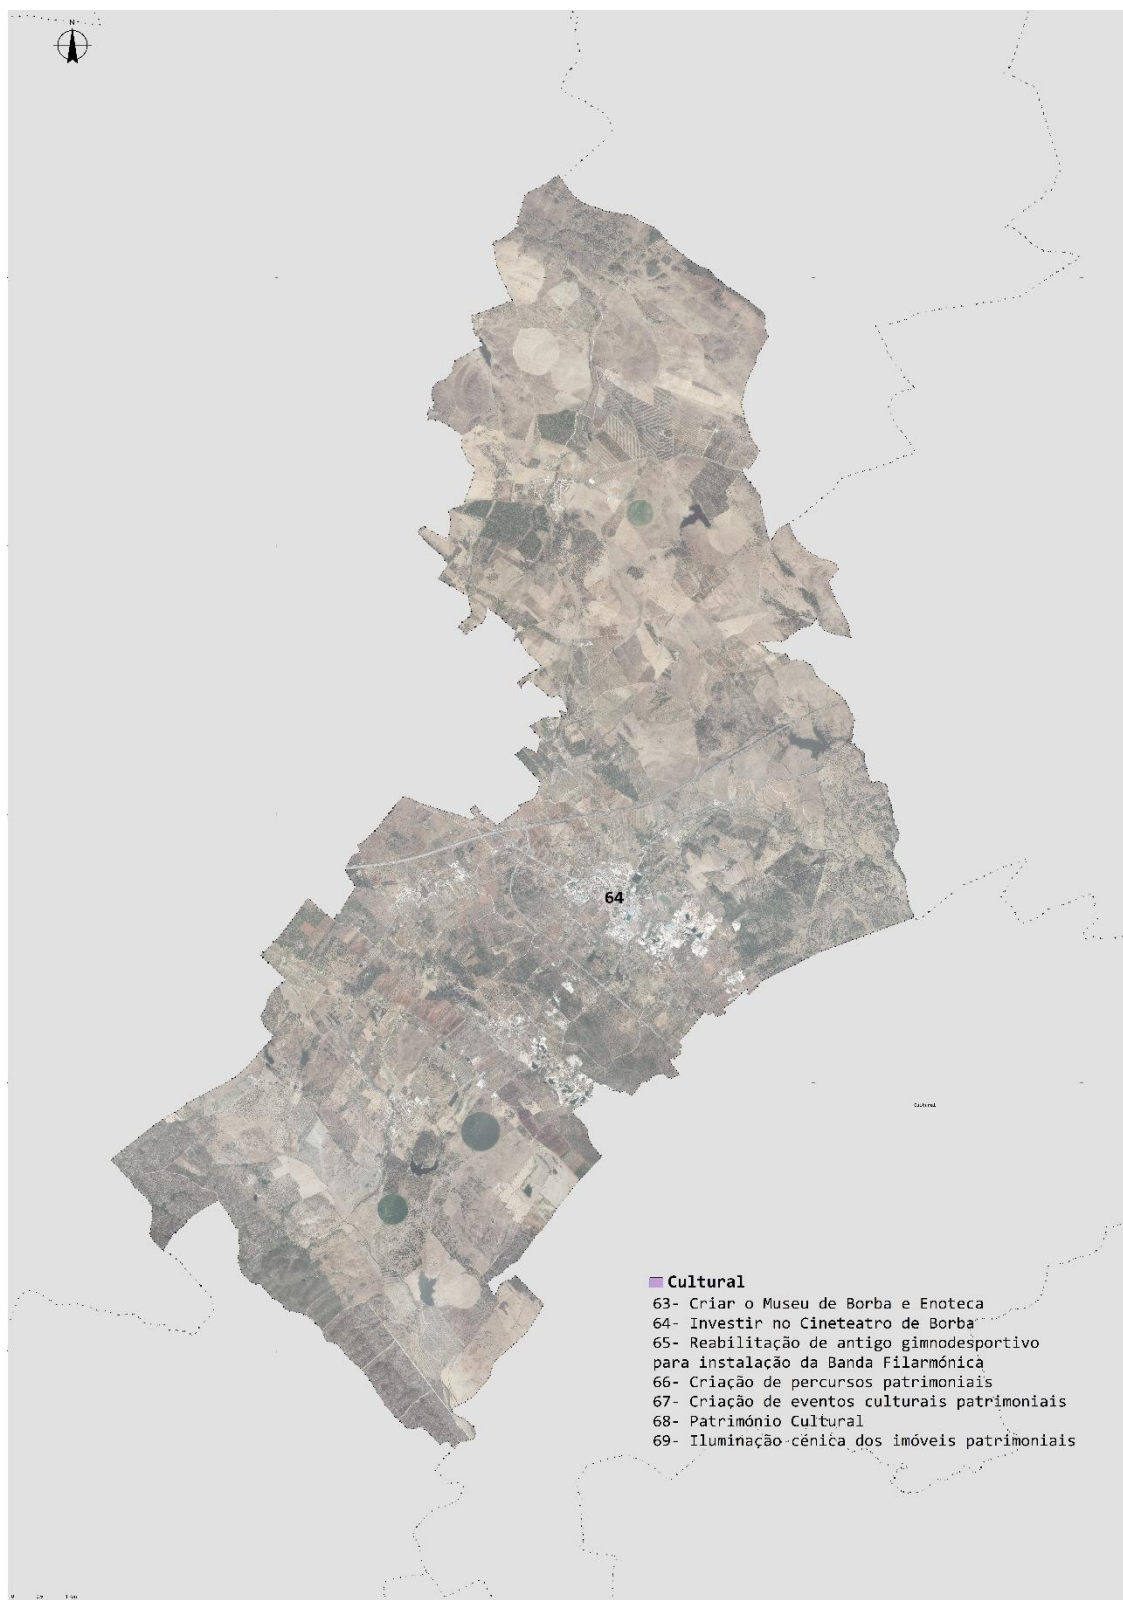 N
64
Cultural
Cultural
63- Criar o Museu de Borba e Enoteca
64- Investir no Cineteatro de Borba
65- Reabilitação de antigo gimnodesportivo
para instalação da Banda Filarmónica
66- Criação de percursos patrimoniais
67- Criação de eventos culturais patrimoniais
68- Património Cultural
69- Iluminação cénica dos imóveis patrimoniais